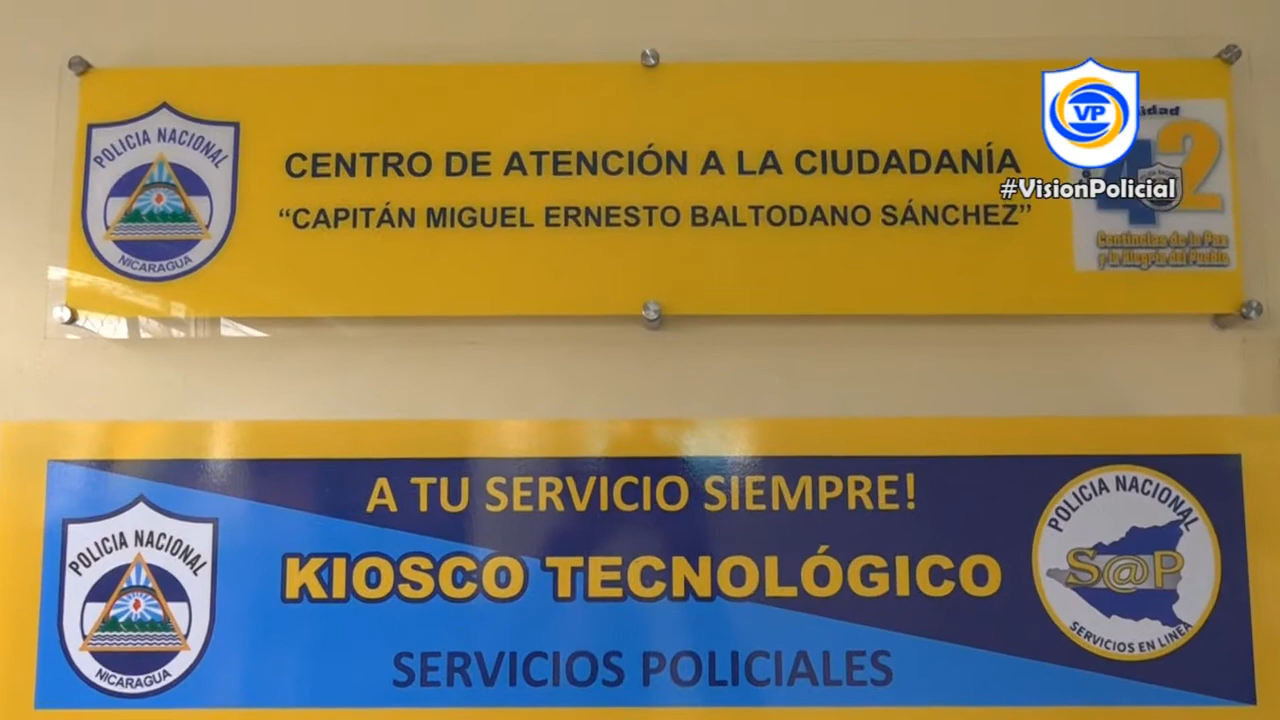 POLICIA NACIONAL
NICARAGUA
CENTRO DE ATENCIÓN A LA CIUDADANÍA
“CAPITÁN MIGUEL ERNESTO BALTODANO SÁNCHEZ”
VP
#VisionPolicial
42
Centinelas de la Paz
y la Alegría del Pueblo
A TU SERVICIO SIEMPRE!
KIOSCO TECNOLÓGICO
SERVICIOS POLICIALES
POLICIA NACIONAL
NICARAGUA
POLICIA NACIONAL
S@P
SERVICIOS EN LINEA